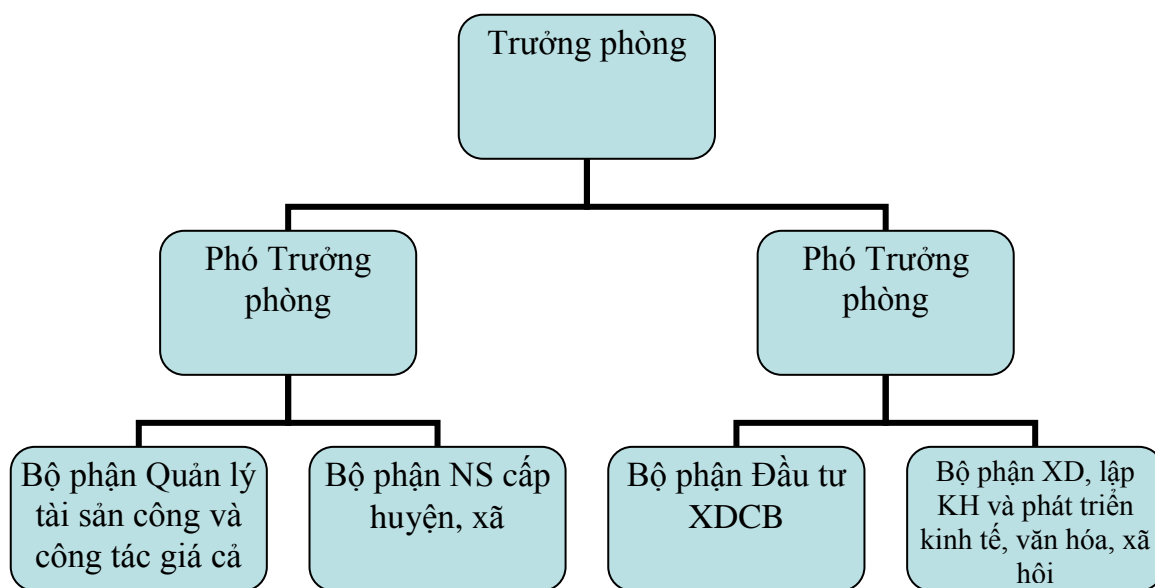 Trưởng phòng
Phó Trưởng
phòng
Phó Trưởng
phòng
Bộ phận Quản lý
tài sản công và
công tác giá cả
Bộ phận NS cấp
huyện, xã
Bộ phận Đầu tư
XDCB
Bộ phận XD, lập
KH và phát triển
kinh tế, văn hóa, xã
hôi